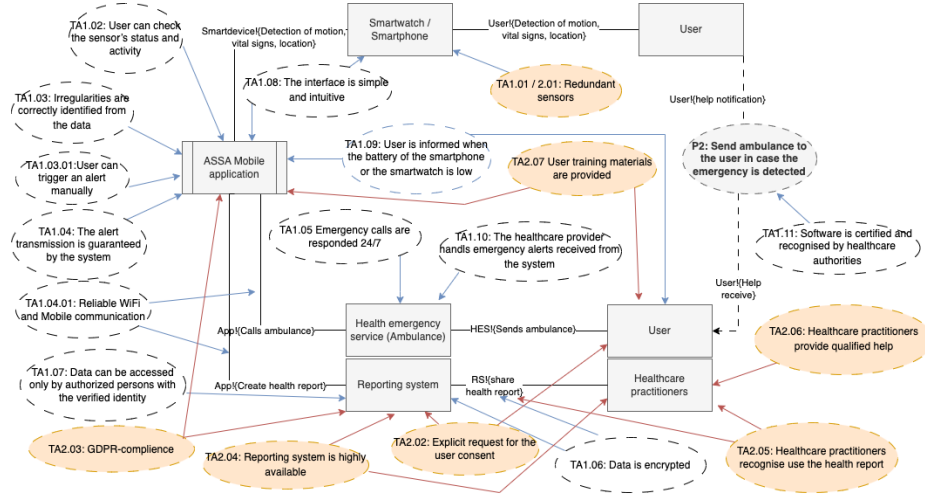 TA1.02: User can check
the sensor's status and
activity
Smartdevice!{Detection of motion,
vital signs, location}
Smartwatch /
Smartphone
User!{Detection of motion,
vital signs, location}
User
TA1.08: The interface is simple
and intuitive
TA1.01 / 2.01: Redundant
sensors
TA1.03: Irregularities are
correctly identified from
the data
User!{help notification}
ASSA Mobile
application
TA1.09: User is informed when
the battery of the smartphone
or the smartwatch is low
TA2.07 User training materials
are provided
P2: Send ambulance to
the user in case the
emergency is detected
TA1.03.01:User can
trigger an alert
manually
TA1.04: The alert
transmission is guaranteed
by the system
TA1.05 Emergency calls are
responded 24/7
TA1.10: The healthcare provider
hands emergency alerts received from
the system
TA1.11: Software is certified and
recognised by healthcare
authorities
TA1.04.01: Reliable WiFi
and Mobile communication
User!{Help
receive}
App!{Calls ambulance}
Health emergency
service (Ambulance)
HES!{Sends ambulance}
User
TA2.06: Healthcare practitioners
provide qualified help
TA1.07: Data can be accessed
only by authorized persons with
the verified identity
App!{Create health report}
Reporting system
RS!{share
health report}
Healthcare
practitioners
TA2.03: GDPR-compliance
TA2.04: Reporting system is highly
available
TA2.02: Explicit request for the
user consent
TA1.06: Data is encrypted
TA2.05: Healthcare practitioners
recognise use the health report